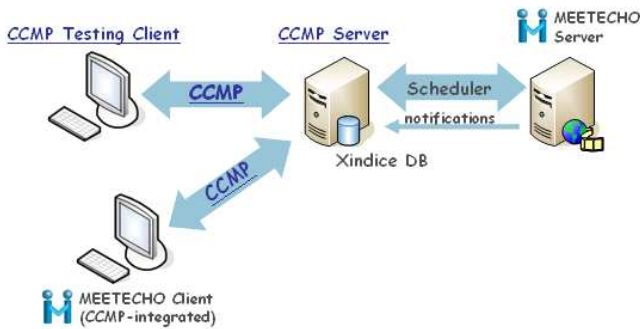 MEETECHO
Server
CCMP Testing Client
CCMP Server
CCMP
Scheduler
notifications
Xindice DB
CCMP
MEETECHO Client
(CCMP-integrated)